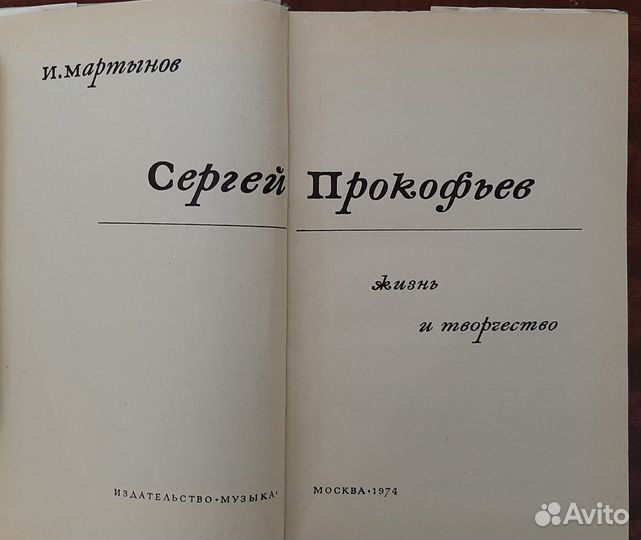 И. Мартынов
Сергей Прокофьев
жизнь
и творчество
ИЗДАТЕЛЬСТВО•МУЗЫКА• МОСКВА•1974
Avito